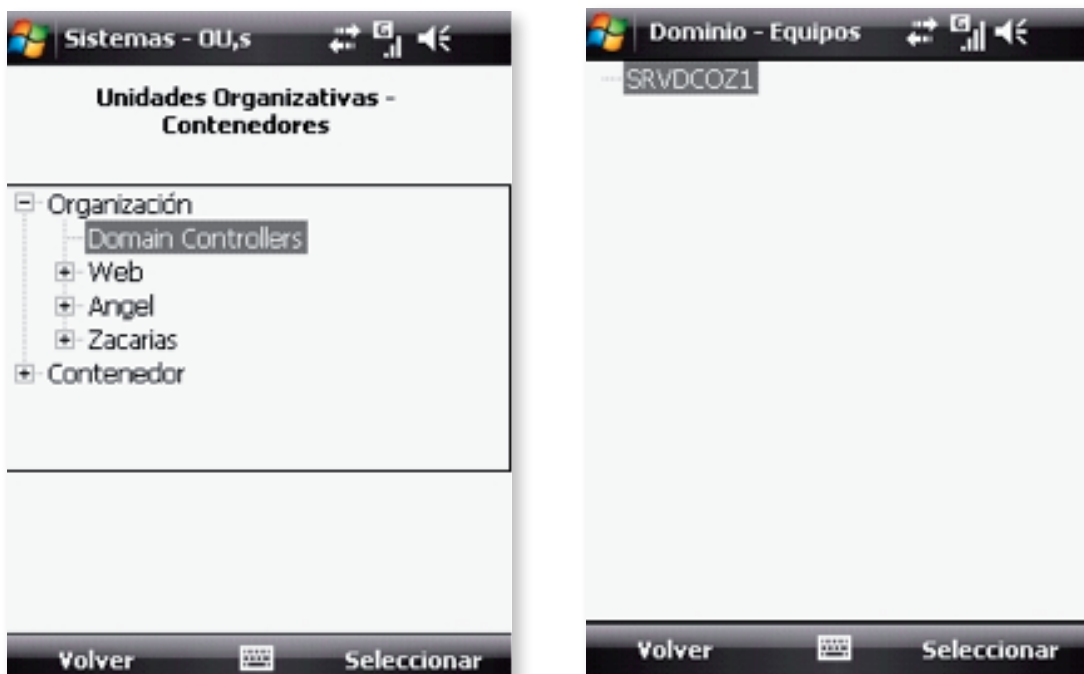 Sistemas - OU,s
Unidades Organizativas -
Contenedores
Organización
Domain Controllers
Web
Angel
Zacarias
Contenedor
Volver
Seleccionar
Dominio - Equipos
SRVDCOZ1
Volver
Seleccionar